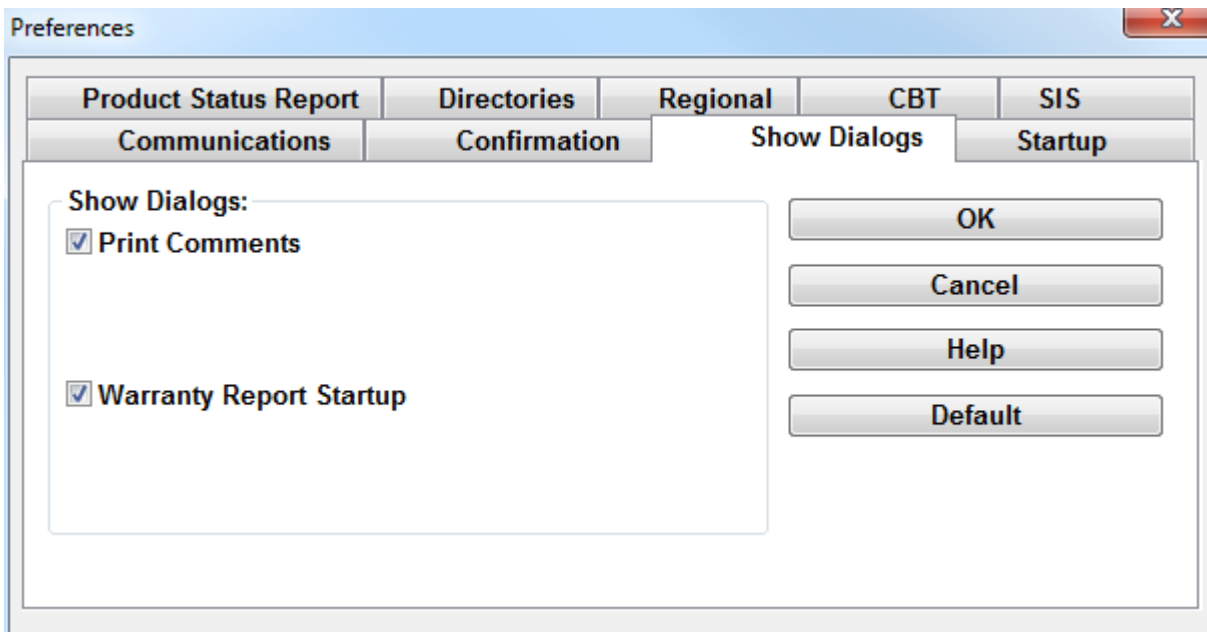 Preferences
Product Status Report Directories Regional CBT SIS
Communications Confirmation Show Dialogs Startup
Show Dialogs:
Print Comments
Warranty Report Startup
OK
Cancel
Help
Default